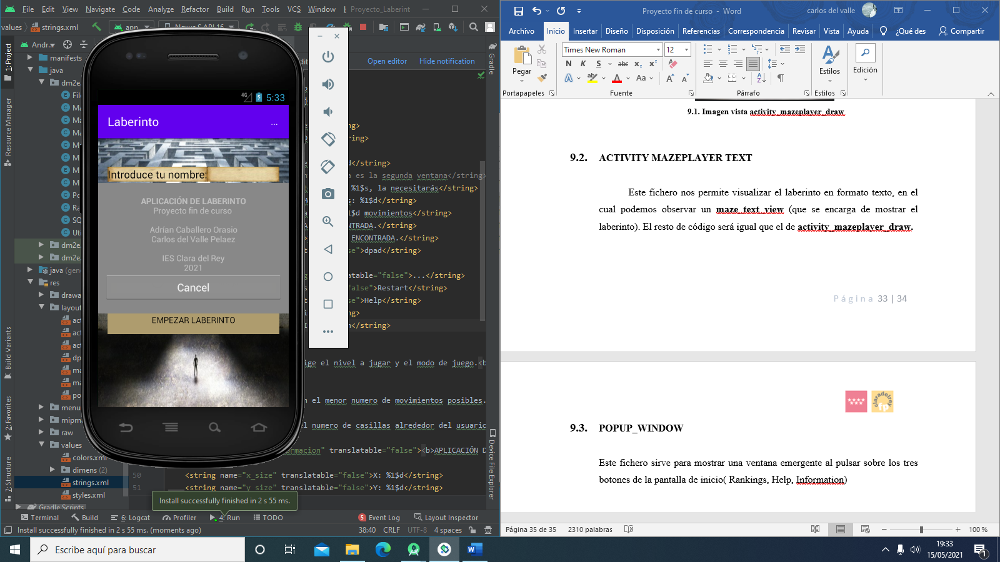 File Edit View Navigate Code Analyze Refactor Build Run Tools VCS Window Proyecto_Laberint
values strings.xml app Nexus S API 16
Andr...
Open editor Hide notification
1: Project
Resource Manager
Build Variants
2: Favorites
7: Structure
Gradle
Device File Explorer
manifests
java
dm2e.
dm2e.
dm2e.
java (gene
res
drawa
layout
act
act
act
dp
ma
ma
po
menu
mipma
raw
values
colors.xml
dimens (2)
strings.xml
styles.xml
Gradle Scripts
4G 5:33
Laberinto ...
Introduce tu nombre:
APLICACIÓN DE LABERINTO
Proyecto fin de curso
Adrían Caballero Orasio
Carlos del Valle Pelaez
IES Clara del Rey
2021
Cancel
EMPEZAR LABERINTO
ng>
string>
d</string>
a es la segunda ventana</string>
%1$s, la necesitarás</string>
s: %1$d</string>
1$d movimientos</string>
NTRADA.</string>
ENCONTRADA.</string>
se">dpad</string>
atable="false">...</string>
false">Restart</string>
se">Help</string>
ng>
n</string>
ige el nivel a jugar y el modo de juego.<b
n el menor numero de movimientos posibles.
el numero de casillas alrededor del usuario
ormacion" translatable="false"><b>APLICACIÓN D
50 <string name="x_size" translatable="false">X: %1$d</string>
51 <string name="y_size" translatable="false">Y: %1$d</string>
Install successfully finished in 2 s 55 ms.
Terminal Build 6: Logcat Profiler 4: Run TODO 5 Event Log Layout Inspector
Install successfully finished in 2 s 55 ms. (moments ago) 38:40 CRLF UTF-8 4 spaces
Proyecto fin de curso - Word carlos del valle
Archivo Inicio Insertar Diseño Disposición Referencias Correspondencia Revisar Vista Ayuda ¿Qué des Compartir
Pegar
Times New Roman 12
N K S abc x₂ x²
Aa
Estilos
Edición
Portapapeles Fuente Párrafo Estilos
9.1. Imagen vista activity_mazeplayer_draw
9.2. ACTIVITY MAZEPLAYER TEXT
Este fichero nos permite visualizar el laberinto en formato texto, en el
cual podemos observar un maze_text_view (que se encarga de mostrar el
laberinto). El resto de código será igual que el de activity_mazeplayer_draw.
Página 33 | 34
claradelrey
fp
9.3. POPUP_WINDOW
Este fichero sirve para mostrar una ventana emergente al pulsar sobre los tres
botones de la pantalla de inicio( Rankings, Help, Information)
Página 35 de 35 2310 palabras 100 %
Escribe aquí para buscar
19:33
15/05/2021
1